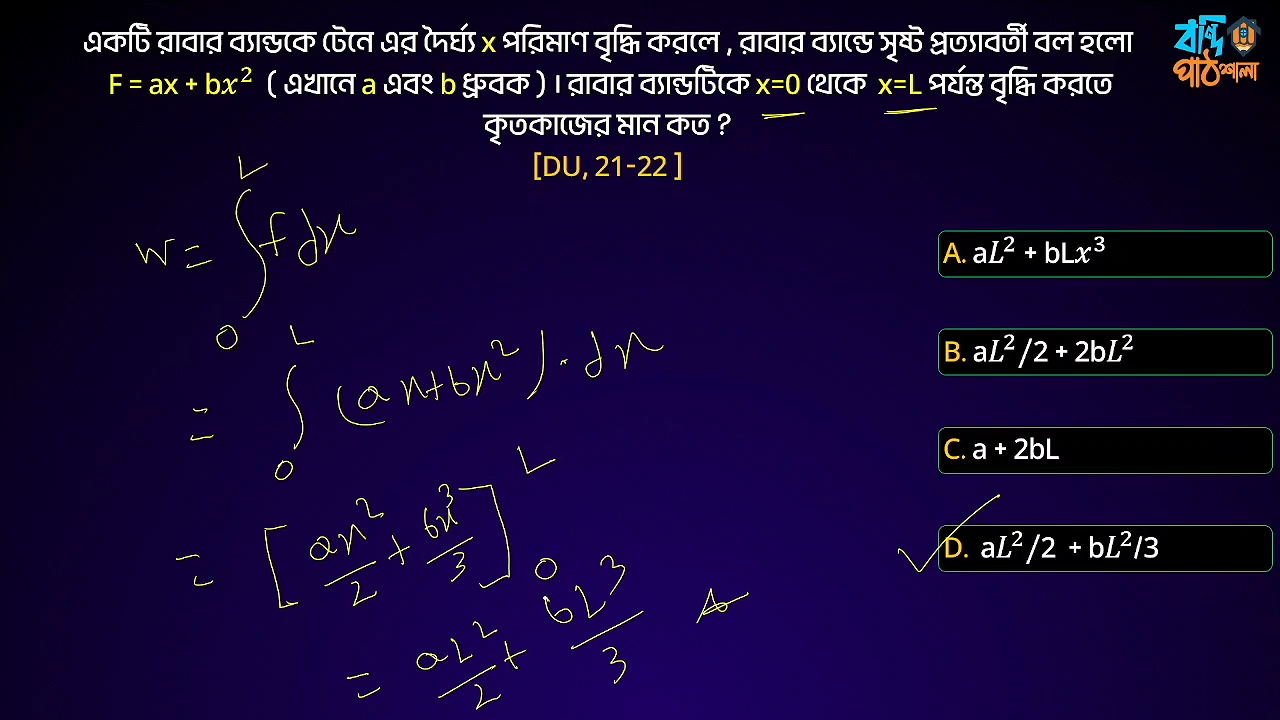 একটি রাবার ব্যান্ডকে টেনে এর দৈর্ঘ্য x পরিমাণ বৃদ্ধি করলে , রাবার ব্যান্ডে সৃষ্ট প্রত্যাবর্তী বল হলো
F = ax + bx² ( এখানে a এবং b ধ্রুবক ) । রাবার ব্যান্ডটিকে x=0 থেকে x=L পর্যন্ত বৃদ্ধি করতে
কৃতকাজের মান কত ?
[DU, 21-22 ]
বন্দি
পাঠশালা
W = ∫₀ᴸ F dx
= ∫₀ᴸ (ax+bx²) · dx
= [ax²/2 + bx³/3]₀ᴸ
= aL²/2 + bL³/3
A. aL² + bLx³
B. aL²/2 + 2bL²
C. a + 2bL
D. aL²/2 + bL²/3